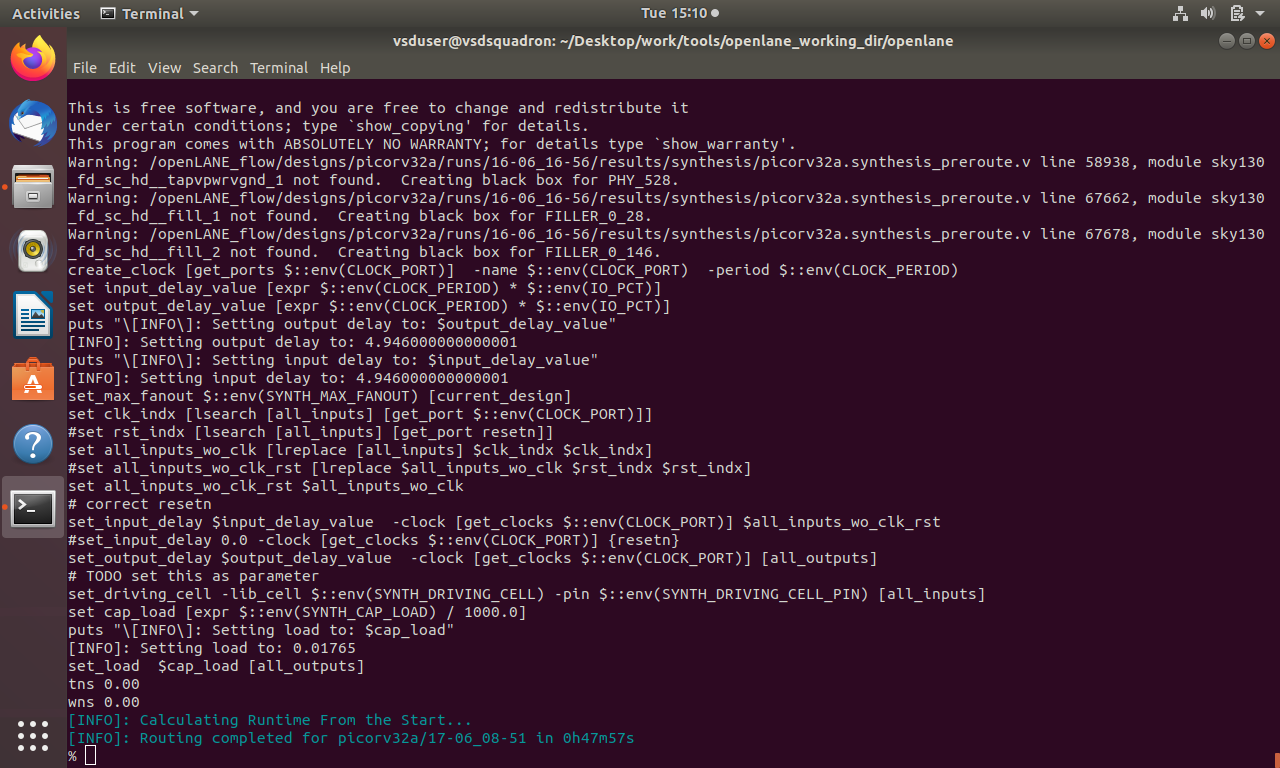 Activities Terminal Tue 15:10
vsduser@vsdsquadron: ~/Desktop/work/tools/openlane_working_dir/openlane
File Edit View Search Terminal Help
This is free software, and you are free to change and redistribute it
under certain conditions; type `show_copying' for details.
This program comes with ABSOLUTELY NO WARRANTY; for details type `show_warranty'.
Warning: /openLANE_flow/designs/picorv32a/runs/16-06_16-56/results/synthesis/picorv32a.synthesis_preroute.v line 58938, module sky130
_fd_sc_hd__tapvpwrvgnd_1 not found.  Creating black box for PHY_528.
Warning: /openLANE_flow/designs/picorv32a/runs/16-06_16-56/results/synthesis/picorv32a.synthesis_preroute.v line 67662, module sky130
_fd_sc_hd__fill_1 not found.  Creating black box for FILLER_0_28.
Warning: /openLANE_flow/designs/picorv32a/runs/16-06_16-56/results/synthesis/picorv32a.synthesis_preroute.v line 67678, module sky130
_fd_sc_hd__fill_2 not found.  Creating black box for FILLER_0_146.
create_clock [get_ports $::env(CLOCK_PORT)]  -name $::env(CLOCK_PORT)  -period $::env(CLOCK_PERIOD)
set input_delay_value [expr $::env(CLOCK_PERIOD) * $::env(IO_PCT)]
set output_delay_value [expr $::env(CLOCK_PERIOD) * $::env(IO_PCT)]
puts "\[INFO\]: Setting output delay to: $output_delay_value"
[INFO]: Setting output delay to: 4.946000000000001
puts "\[INFO\]: Setting input delay to: $input_delay_value"
[INFO]: Setting input delay to: 4.946000000000001
set_max_fanout $::env(SYNTH_MAX_FANOUT) [current_design]
set clk_indx [lsearch [all_inputs] [get_port $::env(CLOCK_PORT)]]
#set rst_indx [lsearch [all_inputs] [get_port resetn]]
set all_inputs_wo_clk [lreplace [all_inputs] $clk_indx $clk_indx]
#set all_inputs_wo_clk_rst [lreplace $all_inputs_wo_clk $rst_indx $rst_indx]
set all_inputs_wo_clk_rst $all_inputs_wo_clk
# correct resetn
set_input_delay $input_delay_value  -clock [get_clocks $::env(CLOCK_PORT)] $all_inputs_wo_clk_rst
#set_input_delay 0.0 -clock [get_clocks $::env(CLOCK_PORT)] {resetn}
set_output_delay $output_delay_value  -clock [get_clocks $::env(CLOCK_PORT)] [all_outputs]
# TODO set this as parameter
set_driving_cell -lib_cell $::env(SYNTH_DRIVING_CELL) -pin $::env(SYNTH_DRIVING_CELL_PIN) [all_inputs]
set cap_load [expr $::env(SYNTH_CAP_LOAD) / 1000.0]
puts "\[INFO\]: Setting load to: $cap_load"
[INFO]: Setting load to: 0.01765
set_load  $cap_load [all_outputs]
tns 0.00
wns 0.00
[INFO]: Calculating Runtime From the Start...
[INFO]: Routing completed for picorv32a/17-06_08-51 in 0h47m57s
%